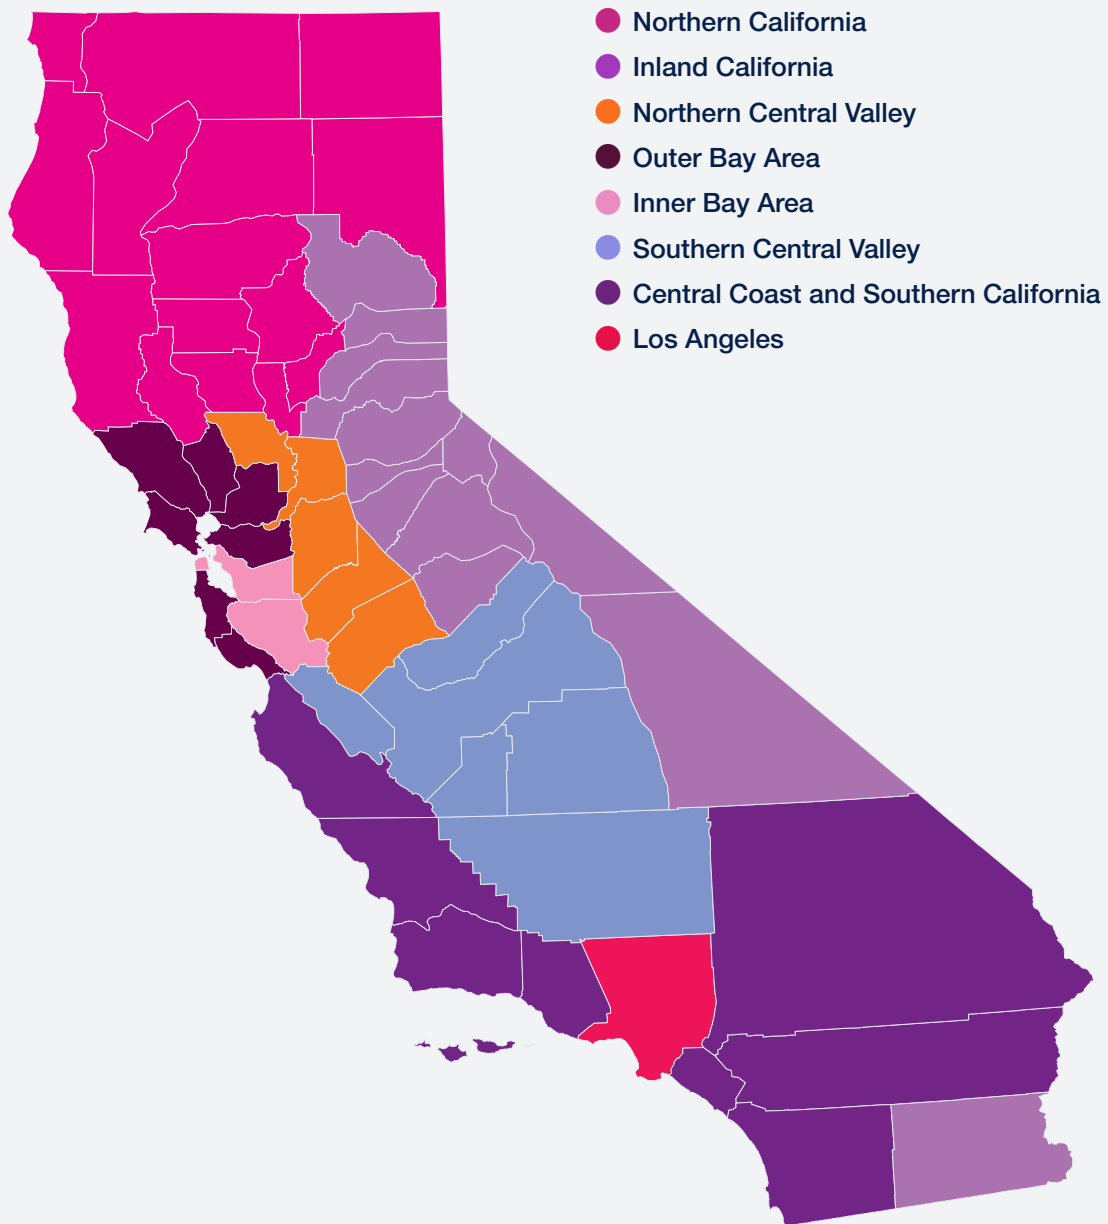 Northern California
Inland California
Northern Central Valley
Outer Bay Area
Inner Bay Area
Southern Central Valley
Central Coast and Southern California
Los Angeles